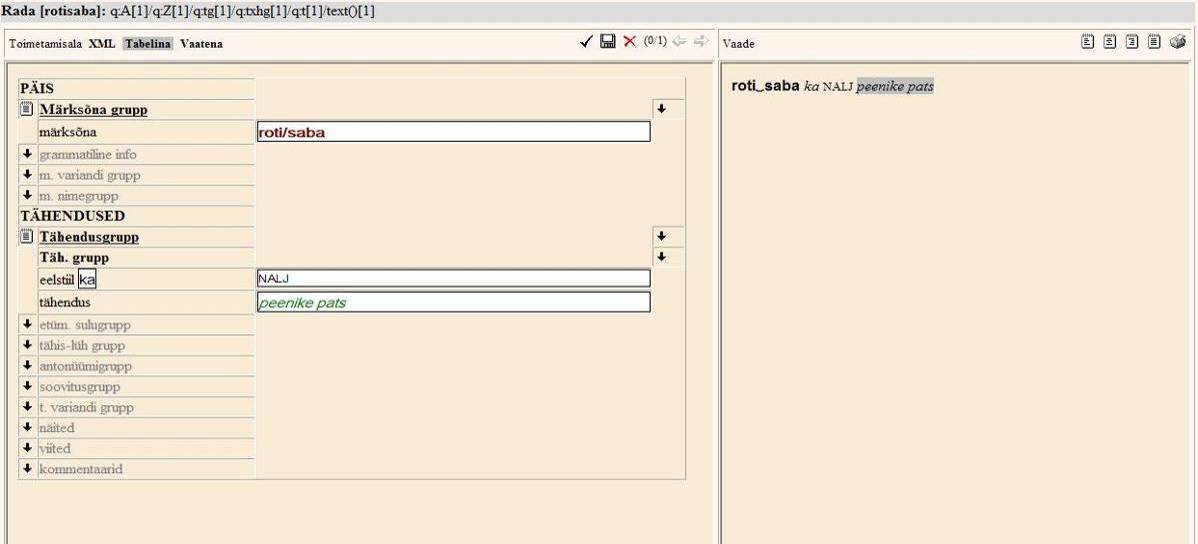 Rada [rotisaba]: q:A[1]/q:Z[1]/q:tg[1]/q:txhg[1]/q:t[1]/text()[1]
Toimetamisala XML Tabelina Vaatena (0/1)
Vaade
PÄIS
Märksõna grupp
märksõna roti/saba
grammatiline info
m. variandi grupp
m. nimegrupp
TÄHENDUSED
Tähendusgrupp
Täh. grupp
eelstiil ka NALJ
tähendus peenike pats
etüm. sulugrupp
tähis-lüh grupp
antonüümigrupp
soovitusgrupp
t. variandi grupp
näited
viited
kommentaarid
roti‿saba ka NALJ peenike pats